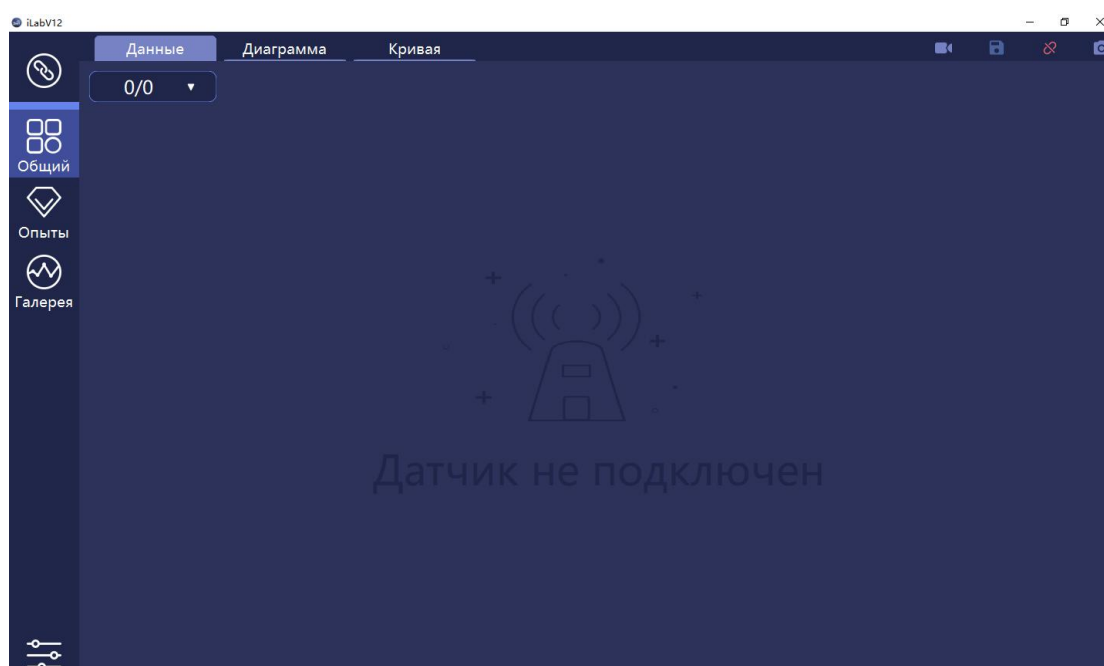 iLabV12
Данные Диаграмма Кривая
0/0
Общий
Опыты
Галерея
Датчик не подключен